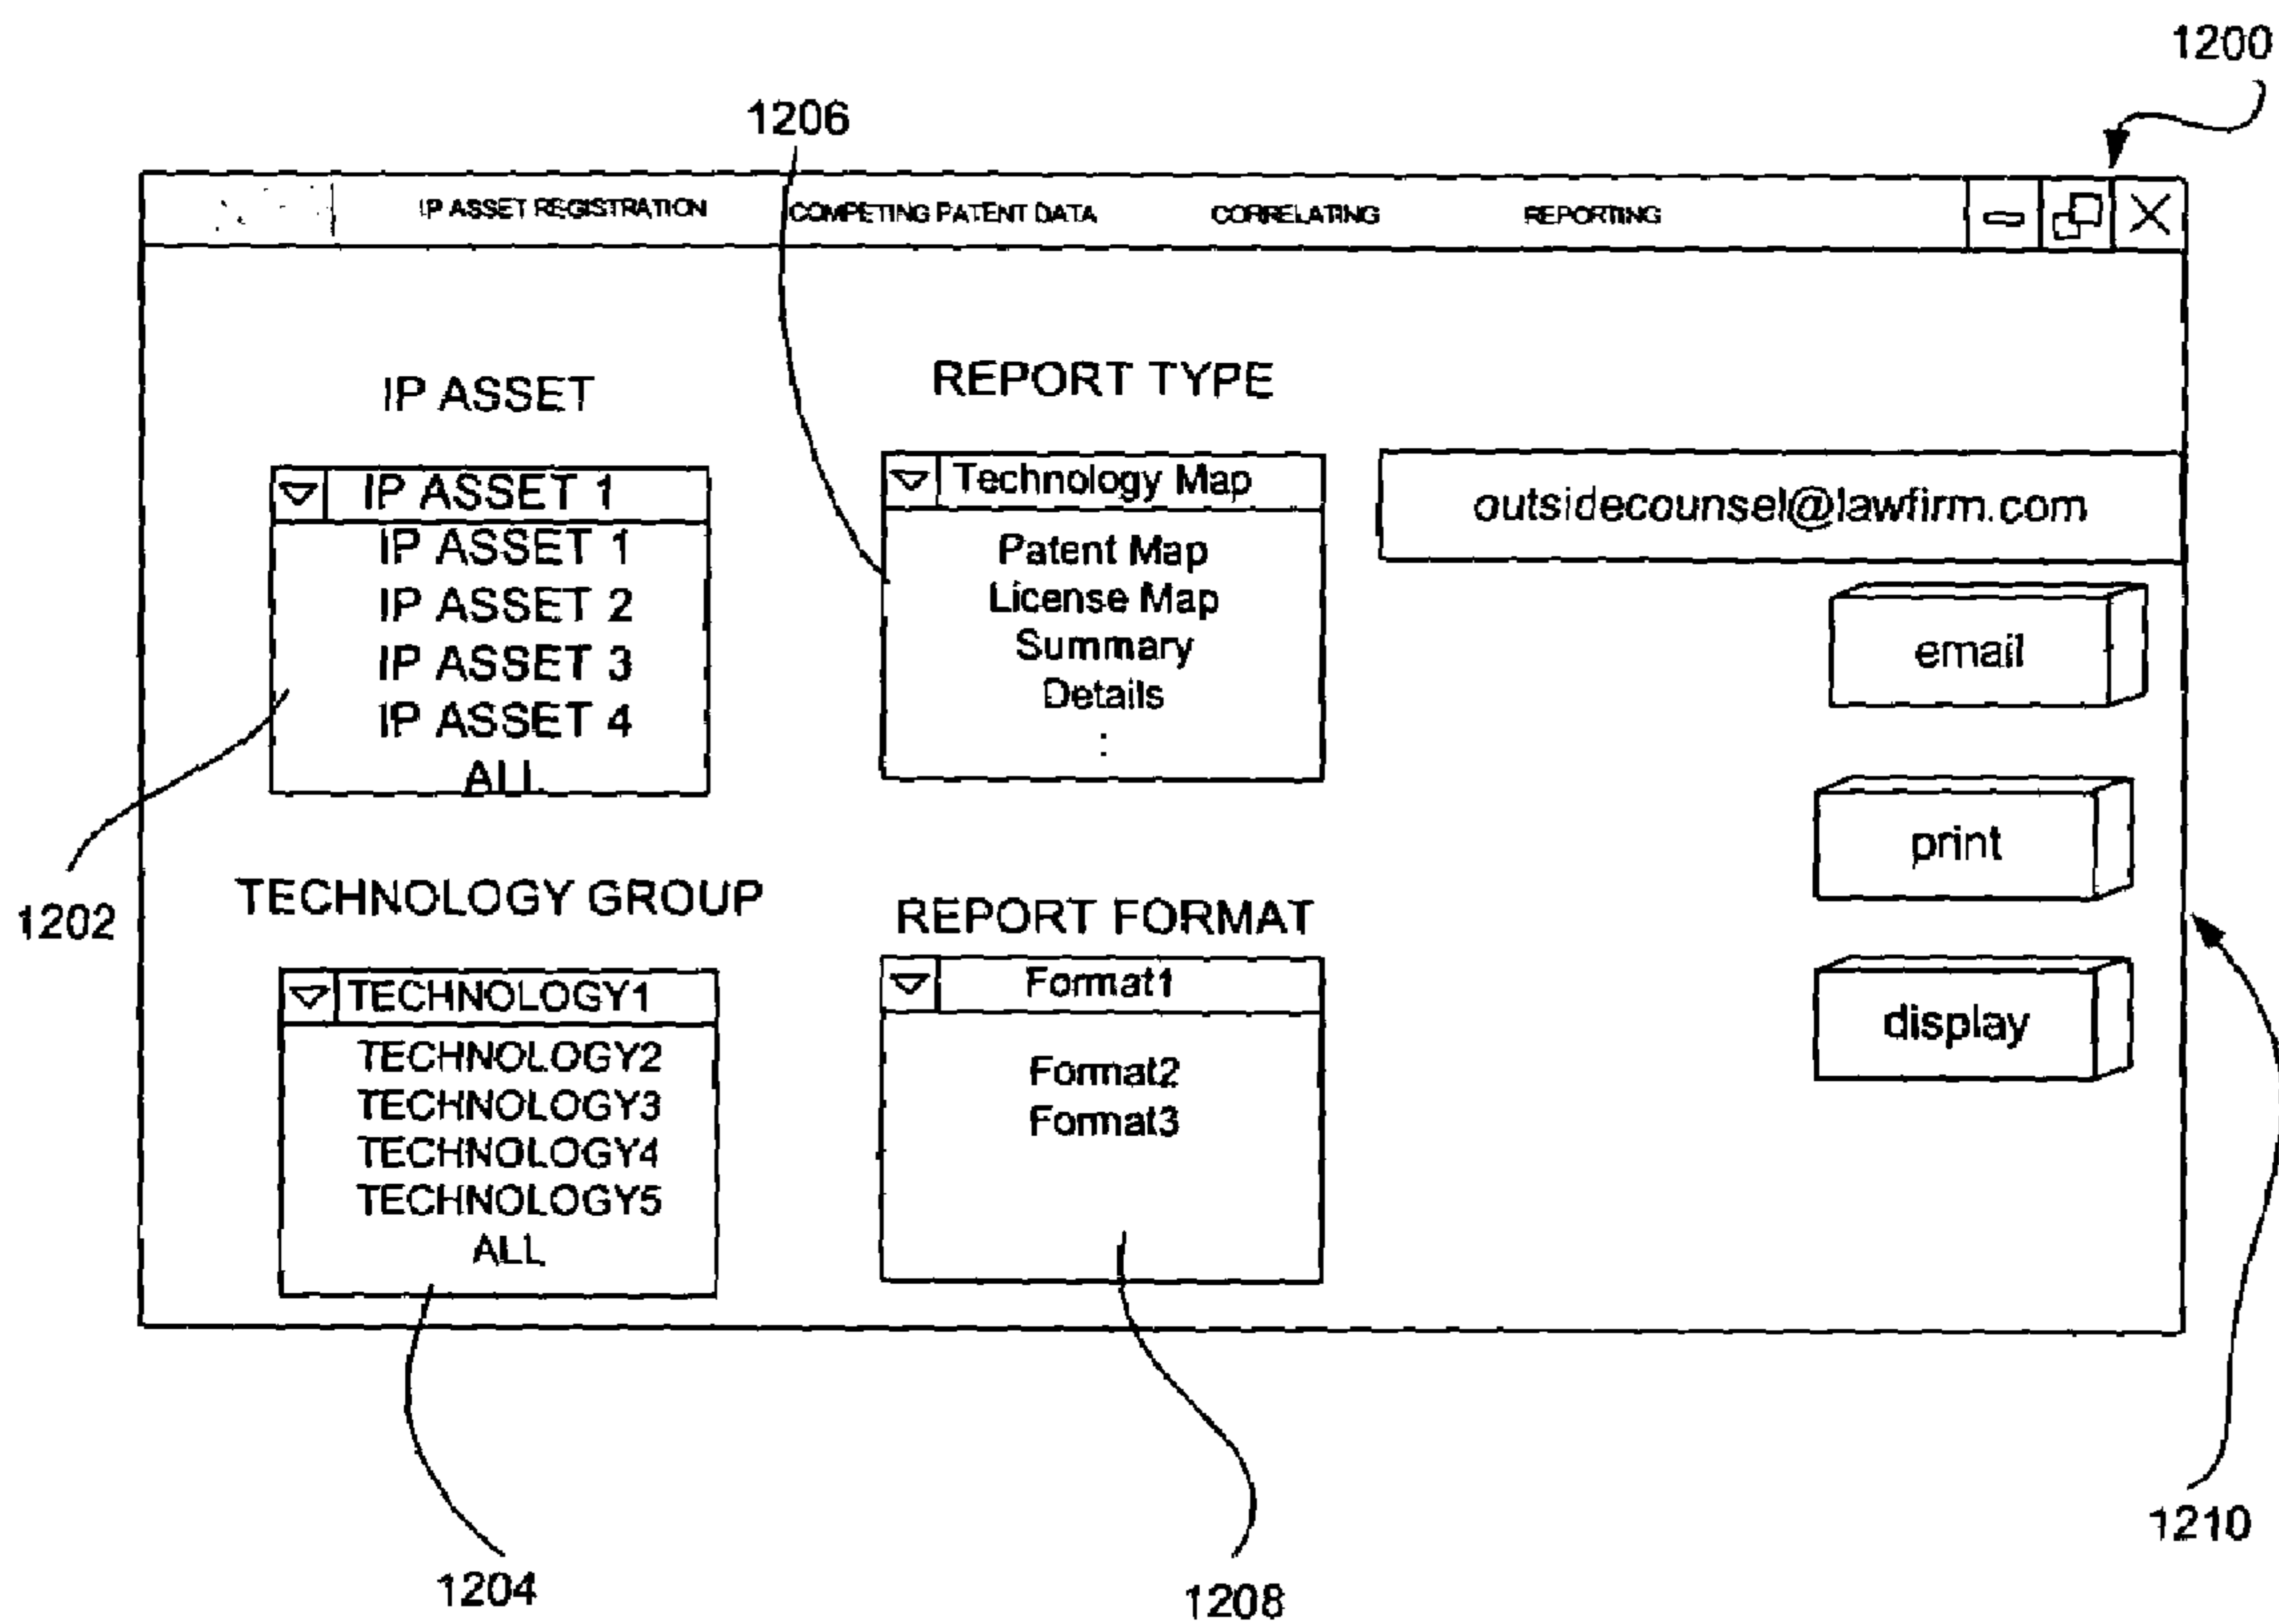 1200
1206
IP ASSET REGISTRATION COMPETING PATENT DATA CORRELATING REPORTING
IP ASSET
IP ASSET 1
IP ASSET 1
IP ASSET 2
IP ASSET 3
IP ASSET 4
ALL
1202
REPORT TYPE
Technology Map
Patent Map
License Map
Summary
Details
:
outsidecounsel@lawfirm.com
email
print
display
TECHNOLOGY GROUP
TECHNOLOGY1
TECHNOLOGY2
TECHNOLOGY3
TECHNOLOGY4
TECHNOLOGY5
ALL
REPORT FORMAT
Format1
Format2
Format3
1210
1204
1208